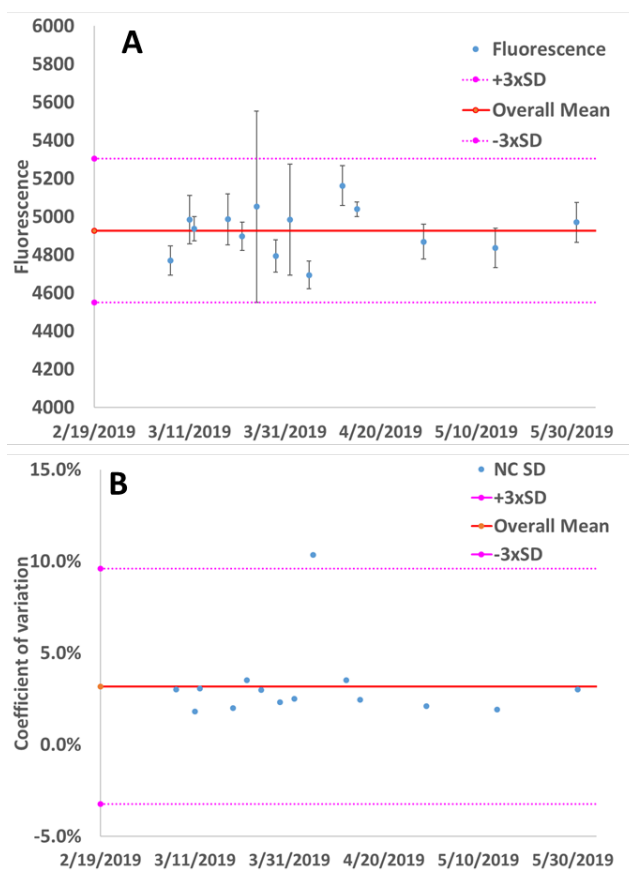 A
6000
5800
5600
5400
5200
5000
4800
4600
4400
4200
4000
Fluorescence
Fluorescence
+3xSD
Overall Mean
-3xSD
2/19/2019 3/11/2019 3/31/2019 4/20/2019 5/10/2019 5/30/2019
B
15.0%
10.0%
5.0%
0.0%
-5.0%
Coefficient of variation
NC SD
+3xSD
Overall Mean
-3xSD
2/19/2019 3/11/2019 3/31/2019 4/20/2019 5/10/2019 5/30/2019